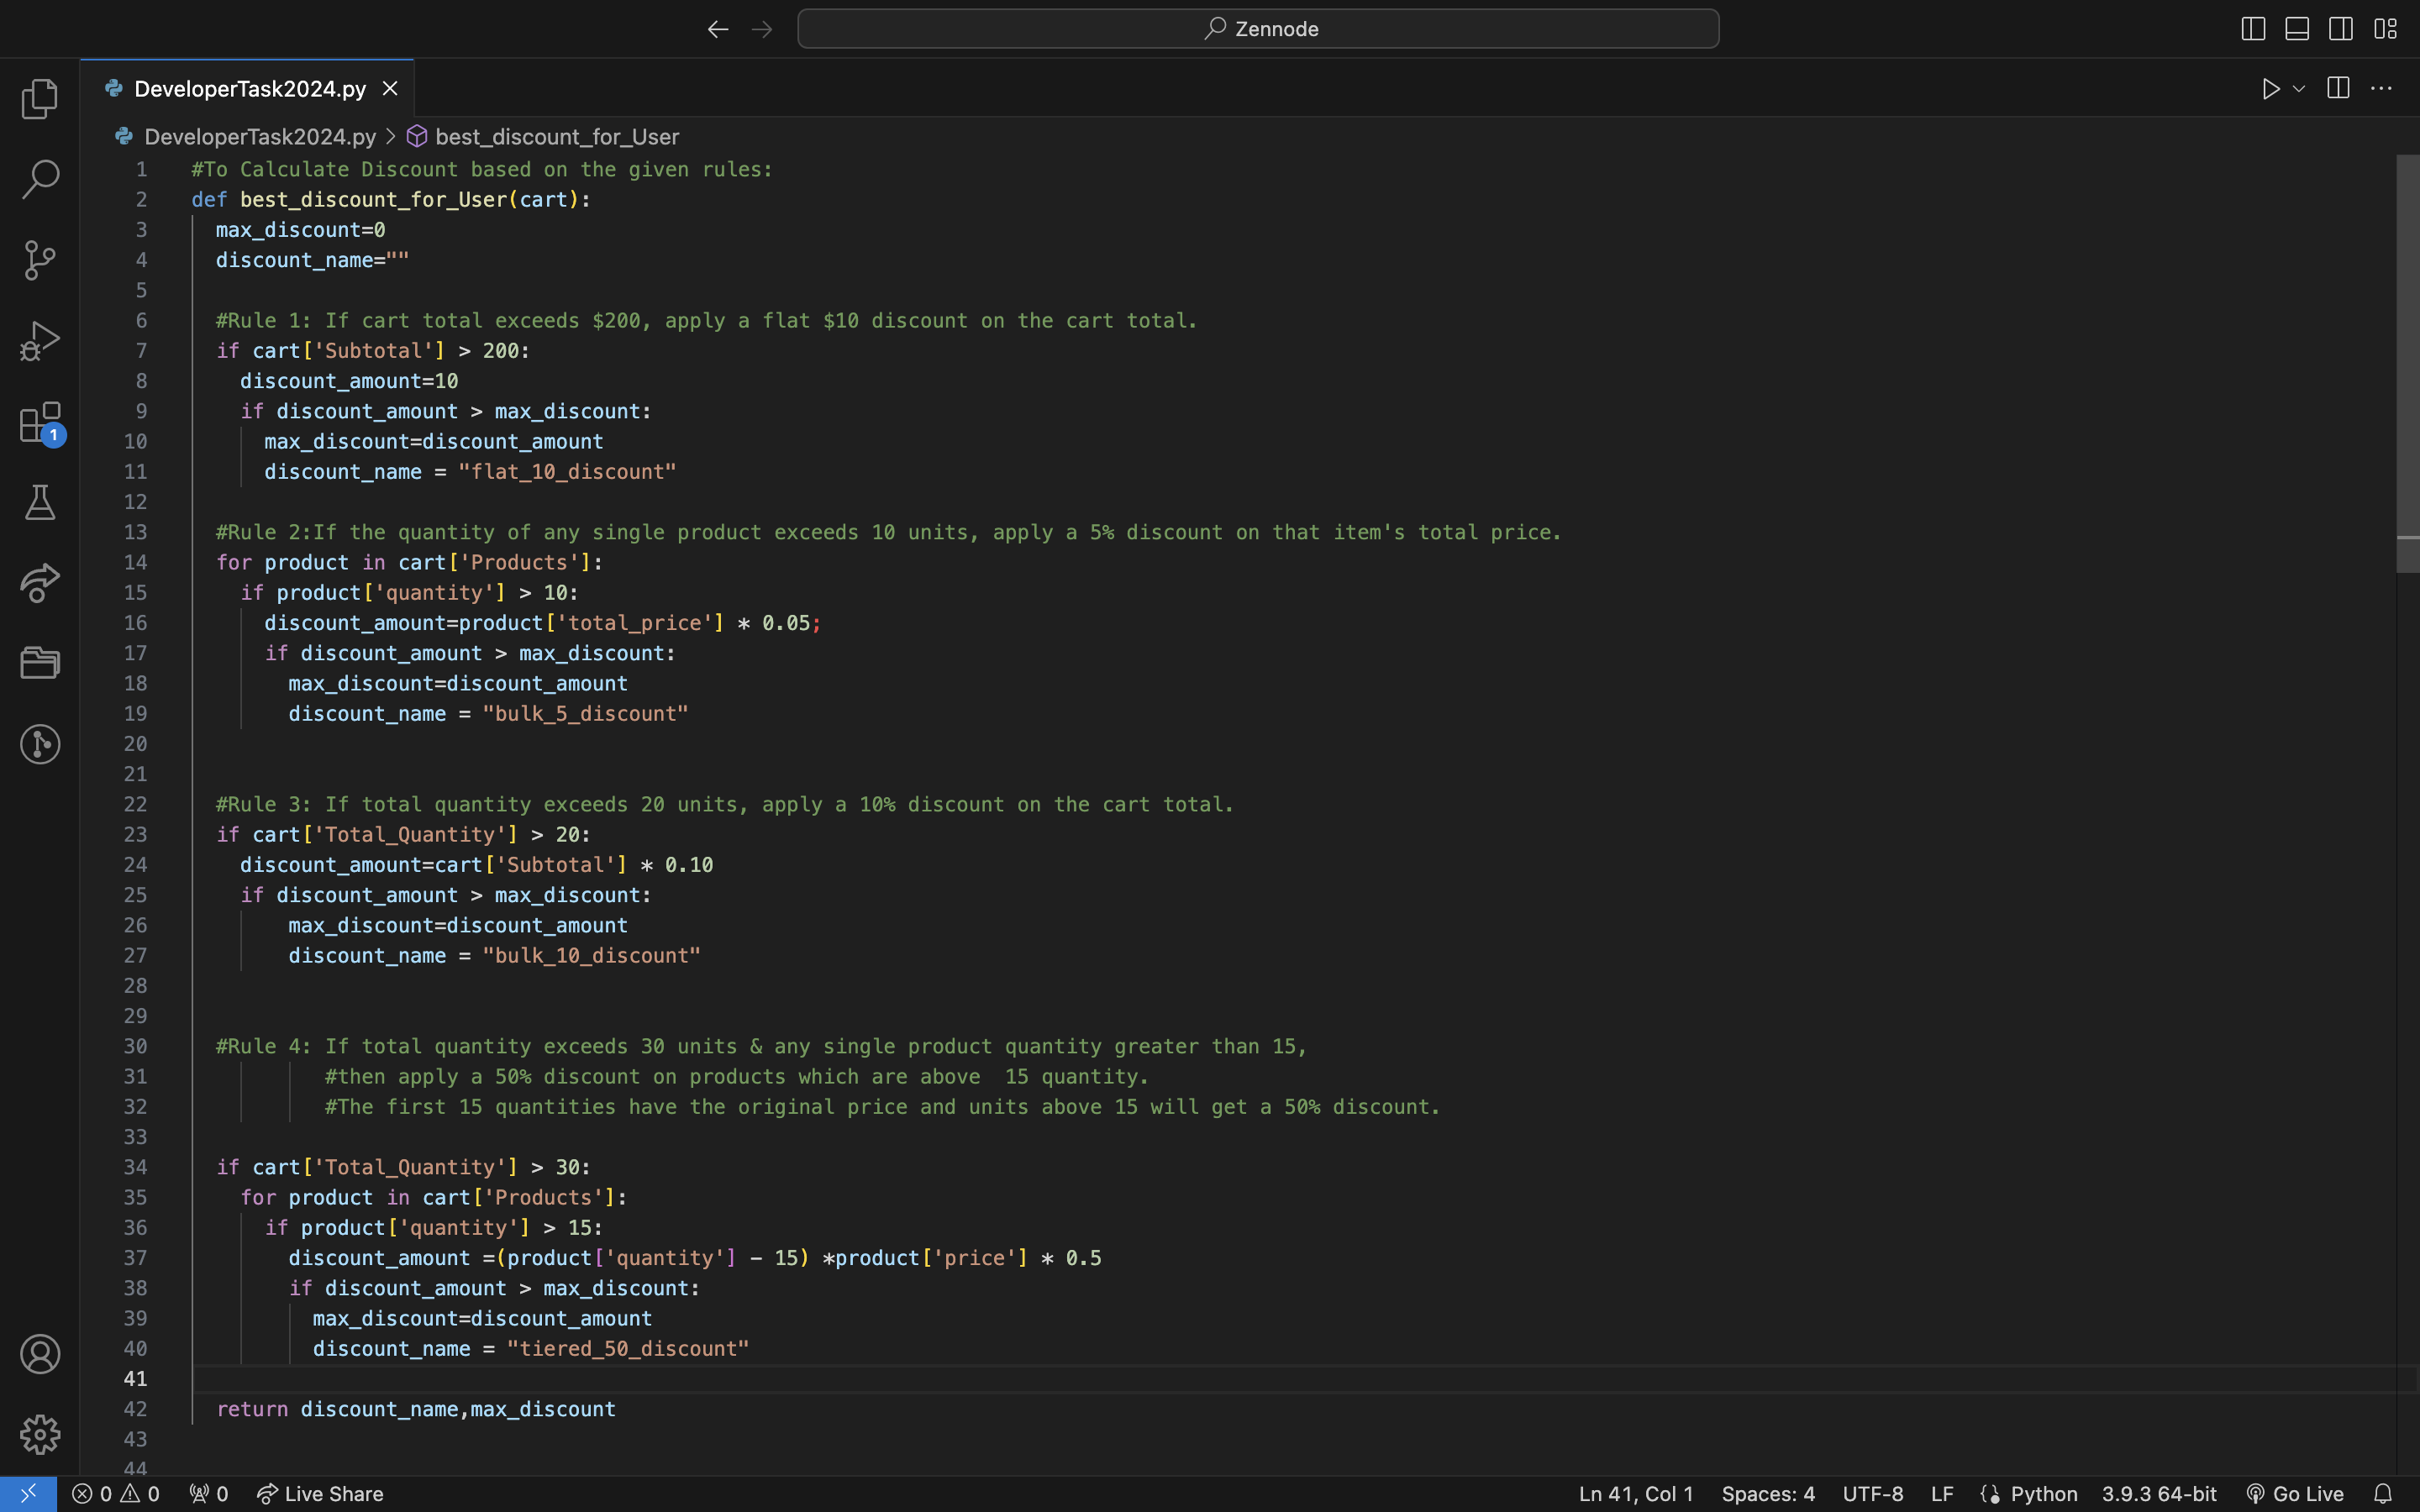 Zennode
DeveloperTask2024.py
DeveloperTask2024.py > best_discount_for_User
1 #To Calculate Discount based on the given rules:
2 def best_discount_for_User(cart):
3 max_discount=0
4 discount_name=""
5
6 #Rule 1: If cart total exceeds $200, apply a flat $10 discount on the cart total.
7 if cart['Subtotal'] > 200:
8 discount_amount=10
9 if discount_amount > max_discount:
10 max_discount=discount_amount
11 discount_name = "flat_10_discount"
12
13 #Rule 2:If the quantity of any single product exceeds 10 units, apply a 5% discount on that item's total price.
14 for product in cart['Products']:
15 if product['quantity'] > 10:
16 discount_amount=product['total_price'] * 0.05;
17 if discount_amount > max_discount:
18 max_discount=discount_amount
19 discount_name = "bulk_5_discount"
20
21
22 #Rule 3: If total quantity exceeds 20 units, apply a 10% discount on the cart total.
23 if cart['Total_Quantity'] > 20:
24 discount_amount=cart['Subtotal'] * 0.10
25 if discount_amount > max_discount:
26 max_discount=discount_amount
27 discount_name = "bulk_10_discount"
28
29
30 #Rule 4: If total quantity exceeds 30 units & any single product quantity greater than 15,
31 #then apply a 50% discount on products which are above  15 quantity.
32 #The first 15 quantities have the original price and units above 15 will get a 50% discount.
33
34 if cart['Total_Quantity'] > 30:
35 for product in cart['Products']:
36 if product['quantity'] > 15:
37 discount_amount =(product['quantity'] - 15) *product['price'] * 0.5
38 if discount_amount > max_discount:
39 max_discount=discount_amount
40 discount_name = "tiered_50_discount"
41
42 return discount_name,max_discount
43
44
1
0 0 0 Live Share Ln 41, Col 1 Spaces: 4 UTF-8 LF Python 3.9.3 64-bit Go Live